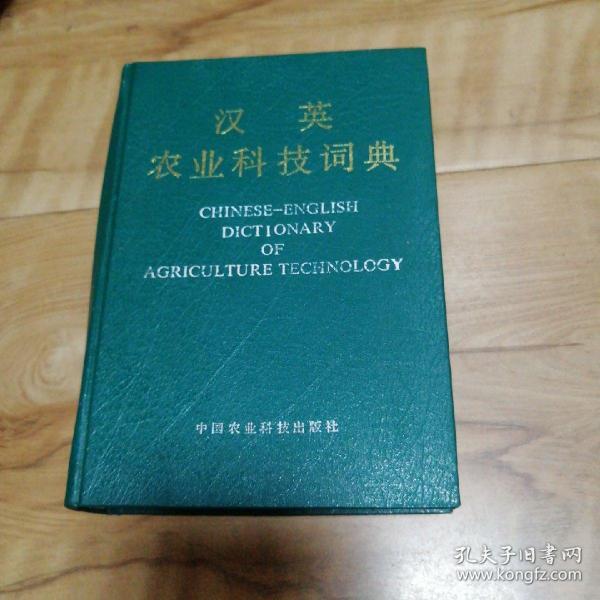 汉 英
农业科技词典
CHINESE-ENGLISH
DICTIONARY
OF
AGRICULTURE TECHNOLOGY
中国农业科技出版社
孔夫子旧书网
www.kongfz.com